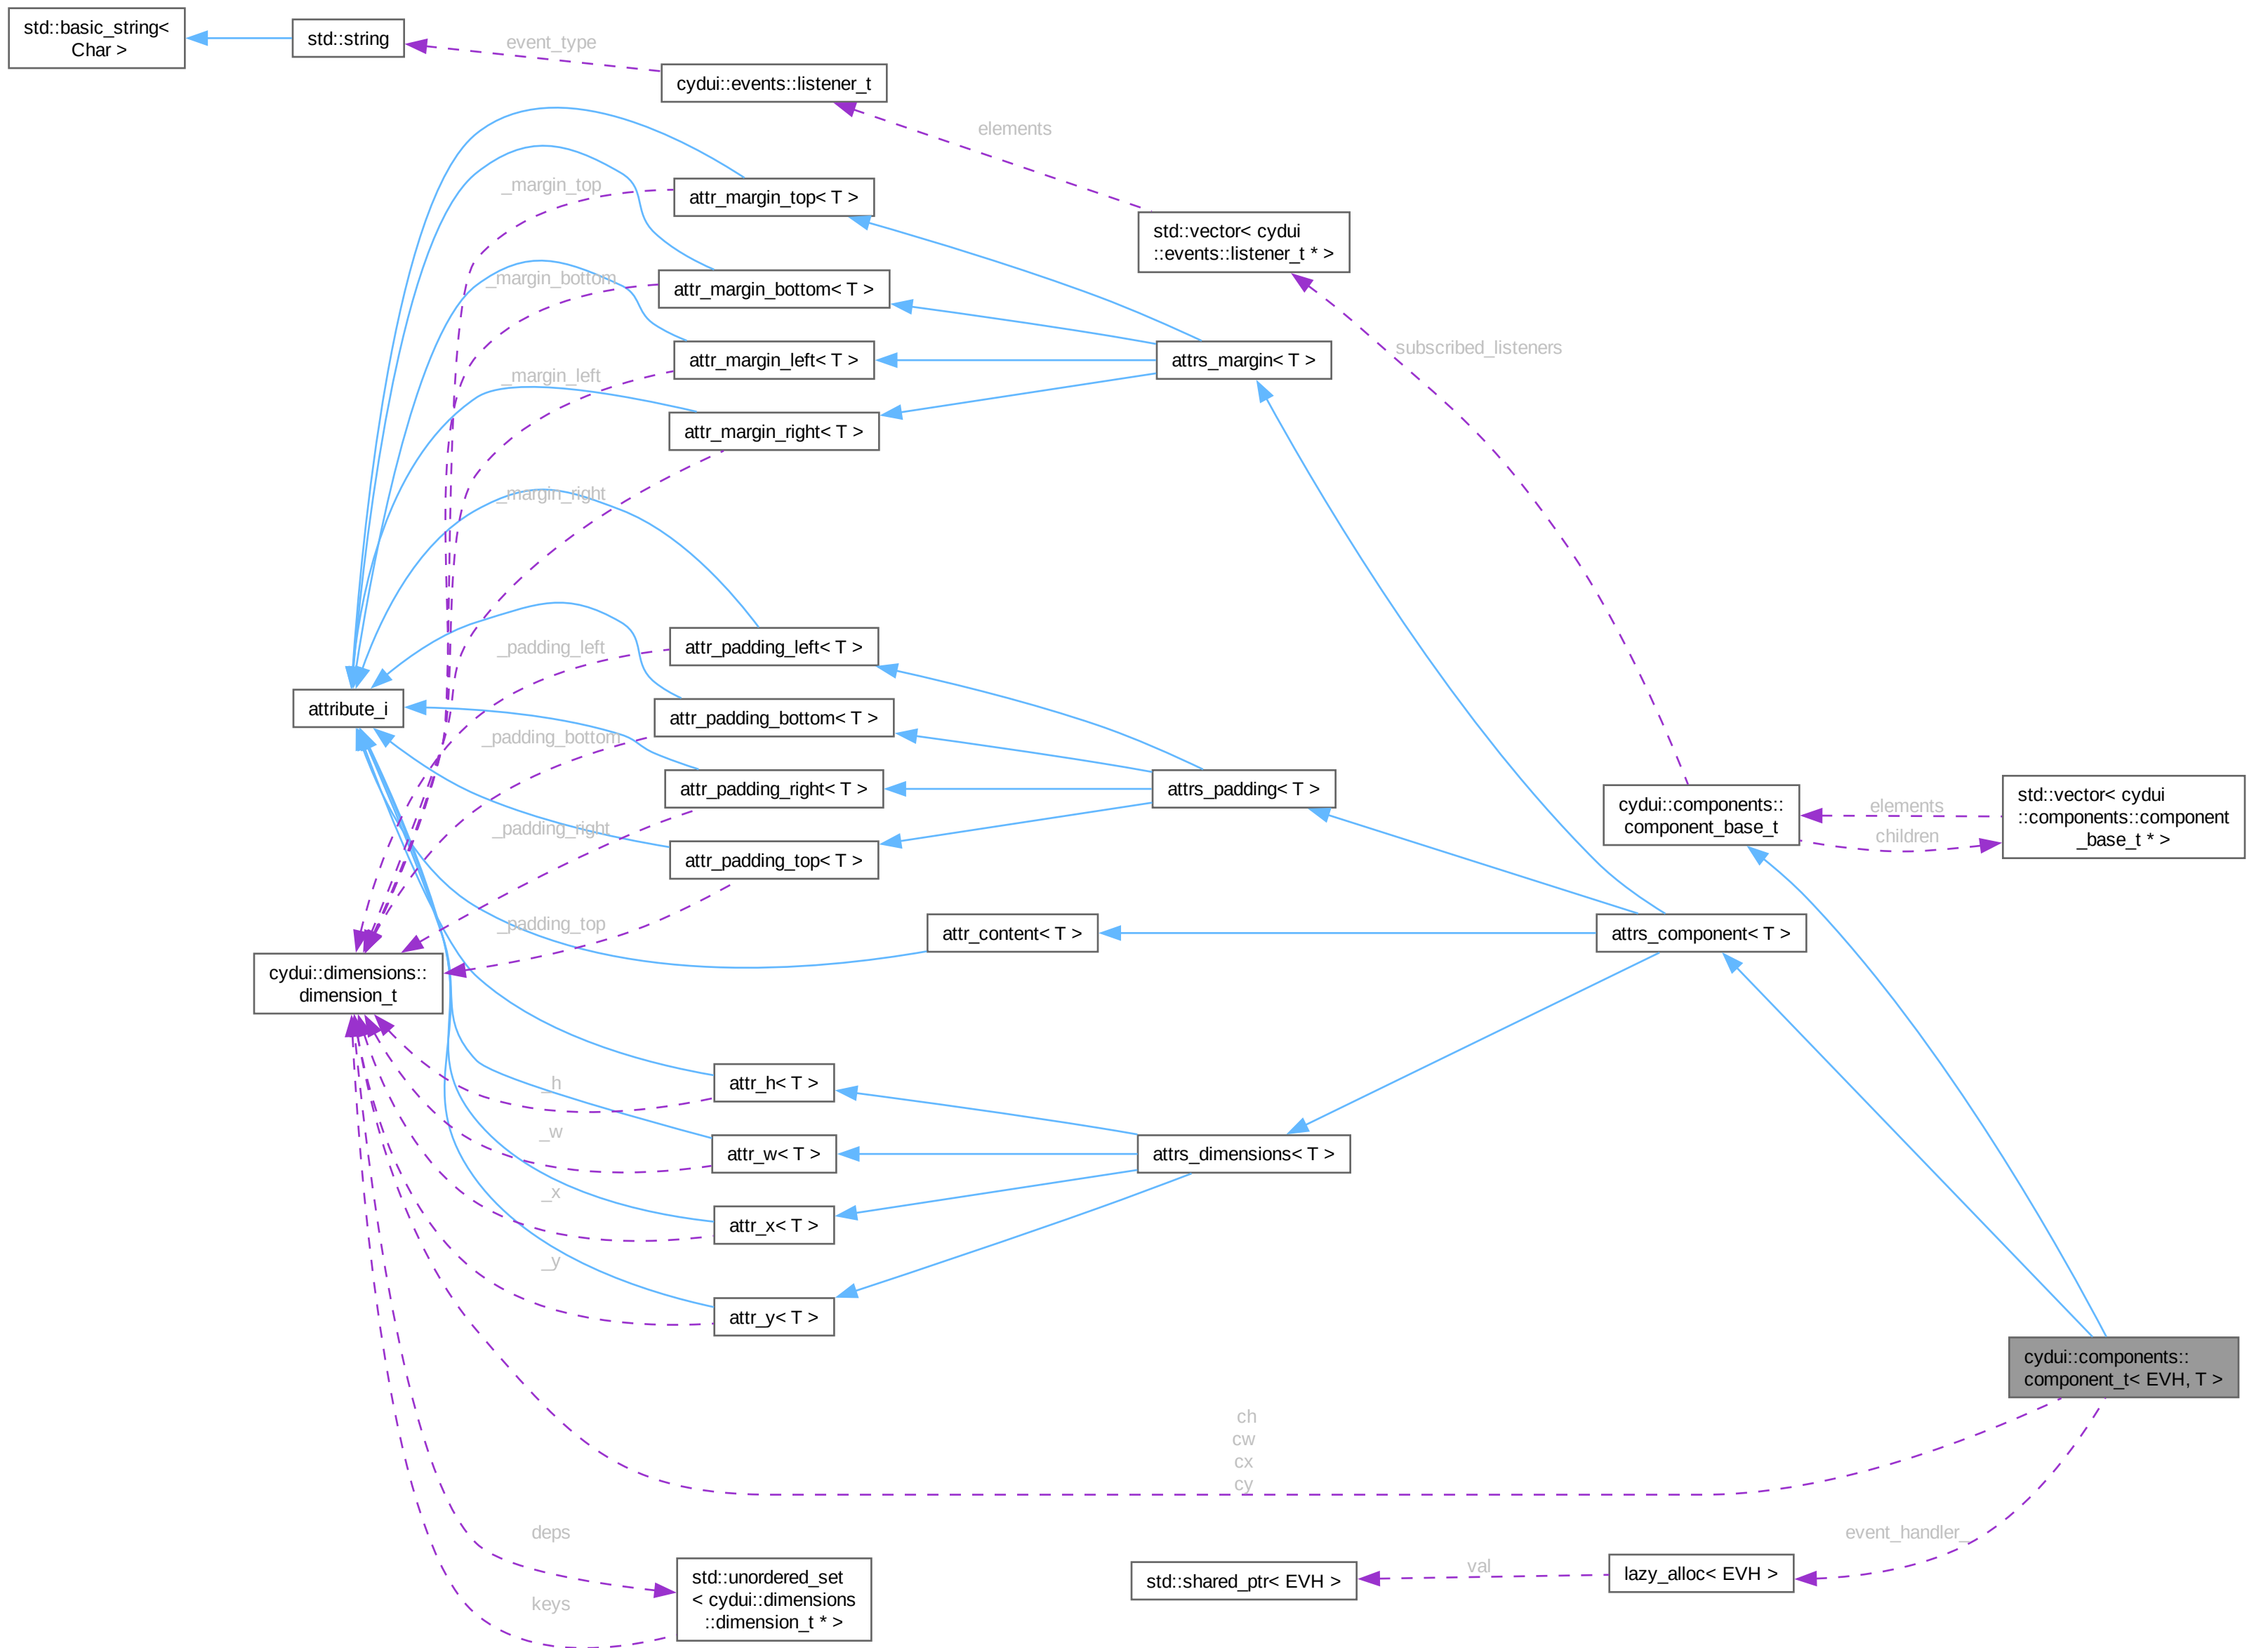 std::basic_string<
Char >
std::string
event_type
cydui::events::listener_t
elements
_margin_top
attr_margin_top< T >
std::vector< cydui
::events::listener_t * >
_margin_bottom
attr_margin_bottom< T >
subscribed_listeners
attr_margin_left< T >
attrs_margin< T >
_margin_left
attr_margin_right< T >
_margin_right
_padding_left
attr_padding_left< T >
attribute_i
attr_padding_bottom< T >
_padding_bottom
attr_padding_right< T >
attrs_padding< T >
cydui::components::
component_base_t
elements
children
std::vector< cydui
::components::component
_base_t * >
_padding_right
attr_padding_top< T >
_padding_top
attr_content< T >
attrs_component< T >
cydui::dimensions::
dimension_t
_h
attr_h< T >
_w
attr_w< T >
attrs_dimensions< T >
_x
attr_x< T >
_y
attr_y< T >
cydui::components::
component_t< EVH, T >
ch
cw
cx
cy
deps
event_handler_
keys
std::unordered_set
< cydui::dimensions
::dimension_t * >
std::shared_ptr< EVH >
val
lazy_alloc< EVH >